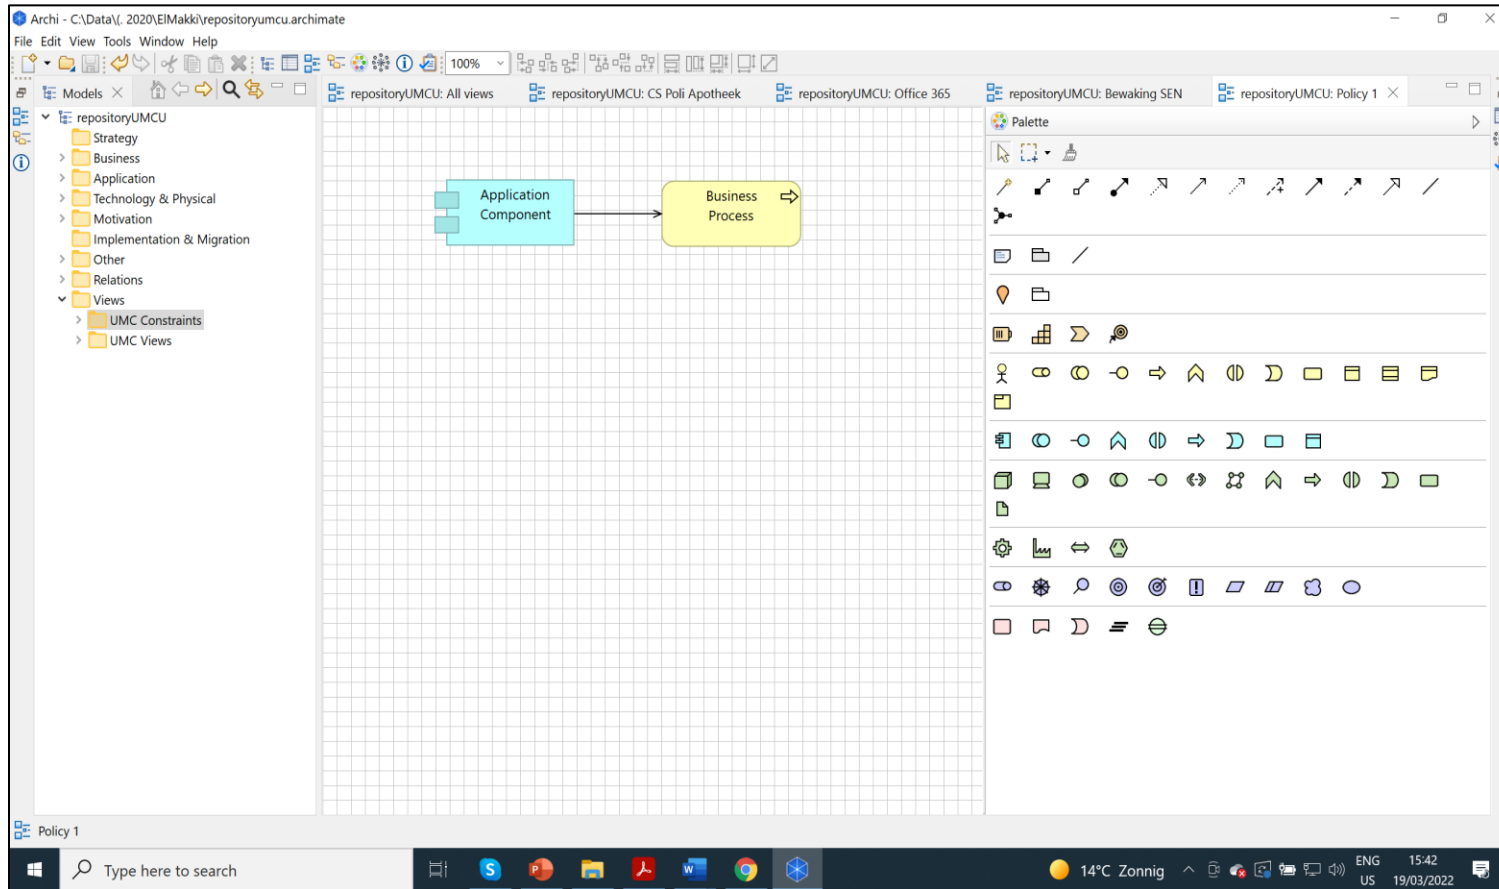 Archi - C:\Data\(. 2020\ElMakki\repositoryumcu.archimate
File Edit View Tools Window Help
100%
Models
repositoryUMCU: All views
repositoryUMCU: CS Poli Apotheek
repositoryUMCU: Office 365
repositoryUMCU: Bewaking SEN
repositoryUMCU: Policy 1
repositoryUMCU
Strategy
Business
Application
Technology & Physical
Motivation
Implementation & Migration
Other
Relations
Views
UMC Constraints
UMC Views
Application
Component
Business
Process
Palette
Policy 1
Type here to search
14°C Zonnig
ENG
US
15:42
19/03/2022